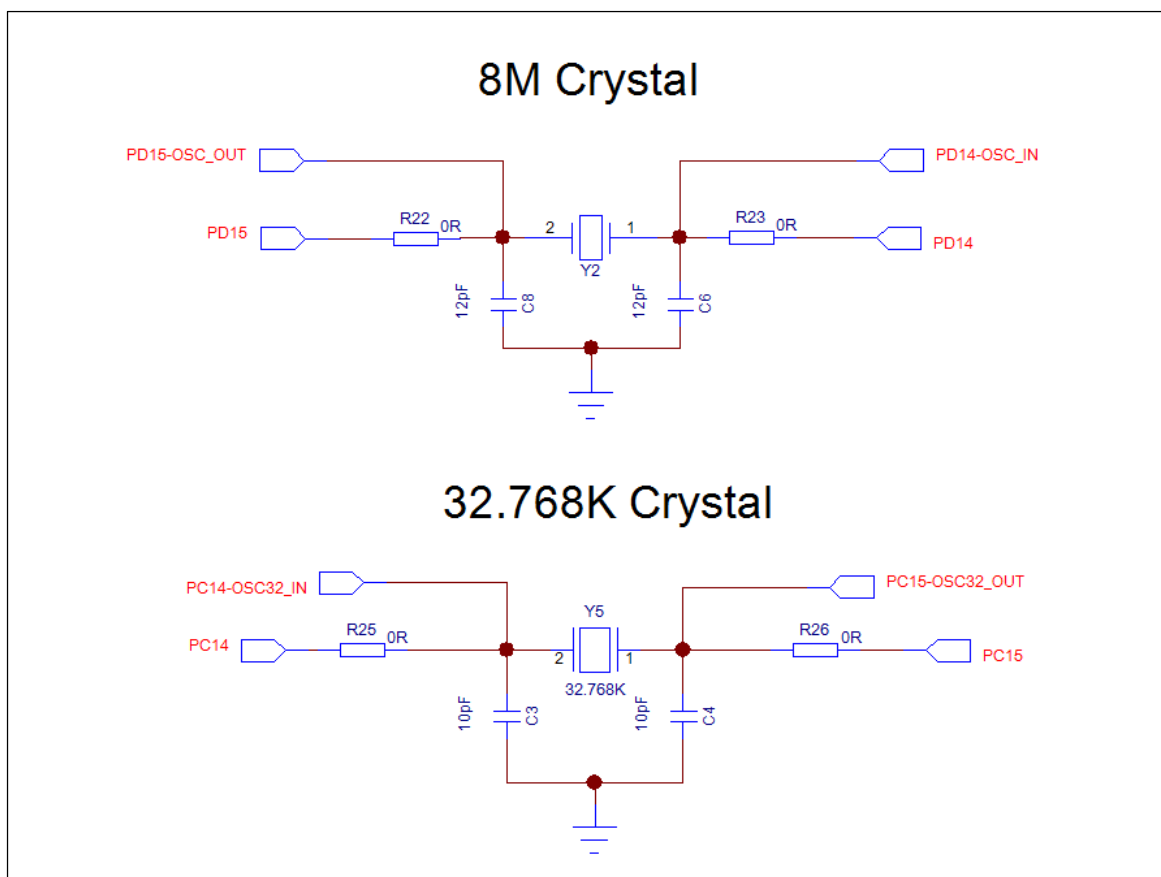 8M Crystal
PD15-OSC_OUT
PD14-OSC_IN
PD15
R22
0R
2
1
Y2
R23
0R
PD14
12pF
C8
12pF
C6
32.768K Crystal
PC14-OSC32_IN
PC15-OSC32_OUT
PC14
R25
0R
Y5
2
1
32.768K
R26
0R
PC15
10pF
C3
10pF
C4